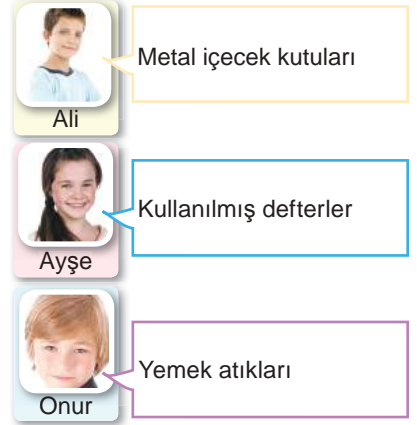 Metal içecek kutuları
Ali
Kullanılmış defterler
Ayşe
Yemek atıkları
Onur